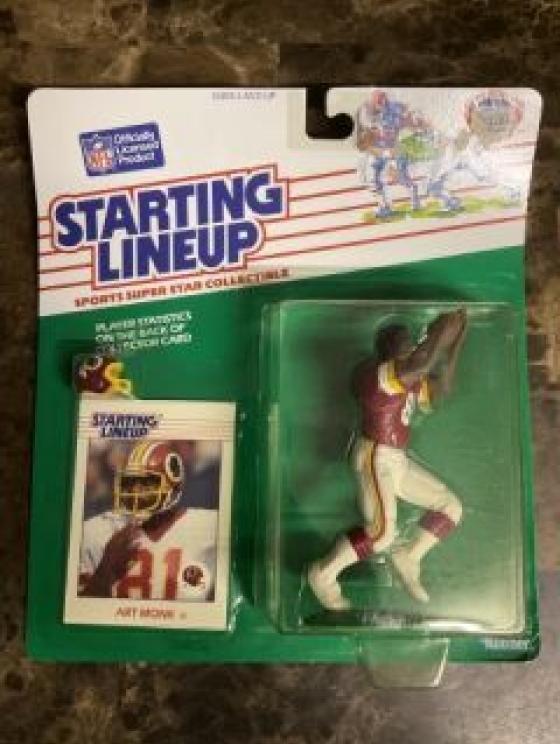 Officially
Licensed
Product
NFL
STARTING
LINEUP
SPORTS SUPER STAR COLLECTIBLE
PLAYER STATISTICS
ON THE BACK OF
COLLECTOR CARD
STARTING
LINEUP
81
ART MONK
Kenner